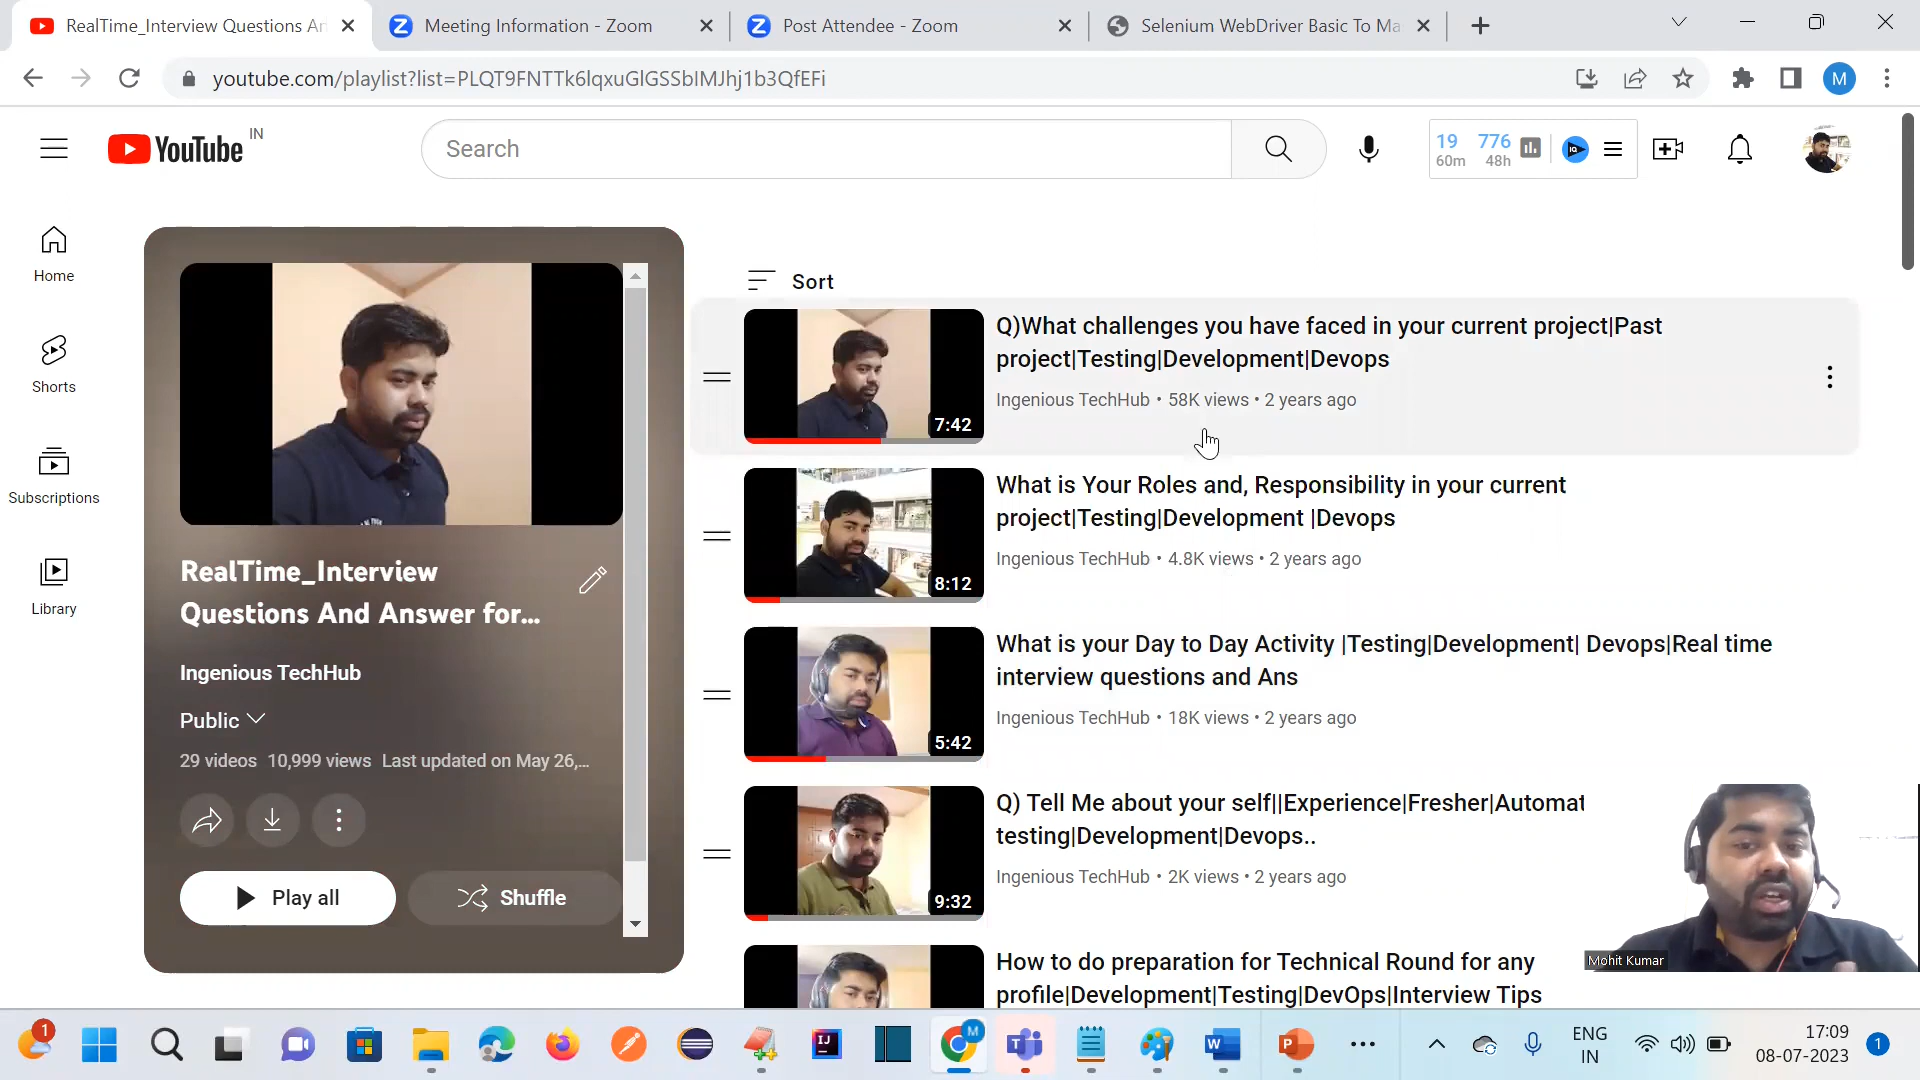 RealTime_Interview Questions An
Meeting Information - Zoom
Post Attendee - Zoom
Selenium WebDriver Basic To Ma
youtube.com/playlist?list=PLQT9FNTTk6lqxuGlGSSbIMJhj1b3QfEFi
M
YouTube IN
Search
19 776
60m 48h
Home
Shorts
Subscriptions
Library
RealTime_Interview
Questions And Answer for...
Ingenious TechHub
Public
29 videos 10,999 views Last updated on May 26,...
Play all
Shuffle
Sort
7:42
Q)What challenges you have faced in your current project|Past
project|Testing|Development|Devops
Ingenious TechHub • 58K views • 2 years ago
8:12
What is Your Roles and, Responsibility in your current
project|Testing|Development |Devops
Ingenious TechHub • 4.8K views • 2 years ago
5:42
What is your Day to Day Activity |Testing|Development| Devops|Real time
interview questions and Ans
Ingenious TechHub • 18K views • 2 years ago
9:32
Q) Tell Me about your self||Experience|Fresher|Automat
testing|Development|Devops..
Ingenious TechHub • 2K views • 2 years ago
How to do preparation for Technical Round for any
profile|Development|Testing|DevOps|Interview Tips
Mohit Kumar
1
IJ
M
W
P
ENG
IN
17:09
08-07-2023
1